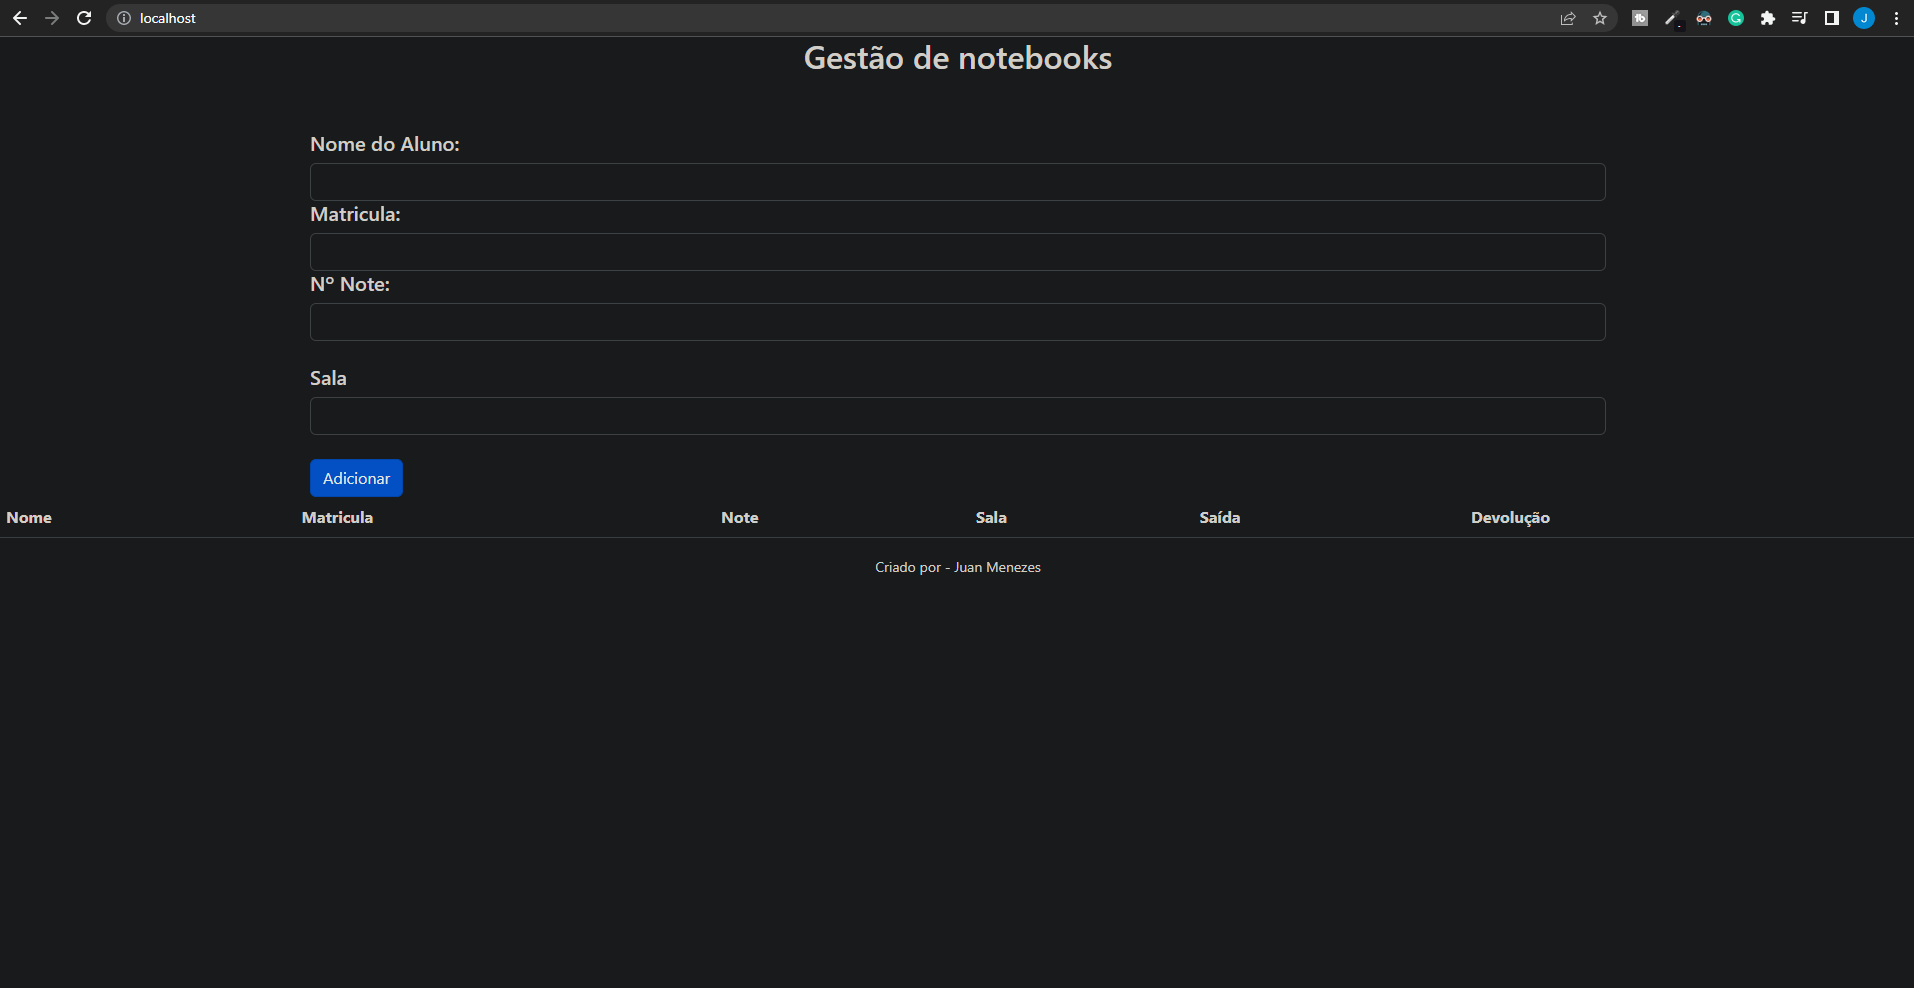 localhost
Gestão de notebooks
Nome do Aluno:
Matricula:
Nº Note:
Sala
Adicionar
Nome Matricula Note Sala Saída Devolução
Criado por - Juan Menezes